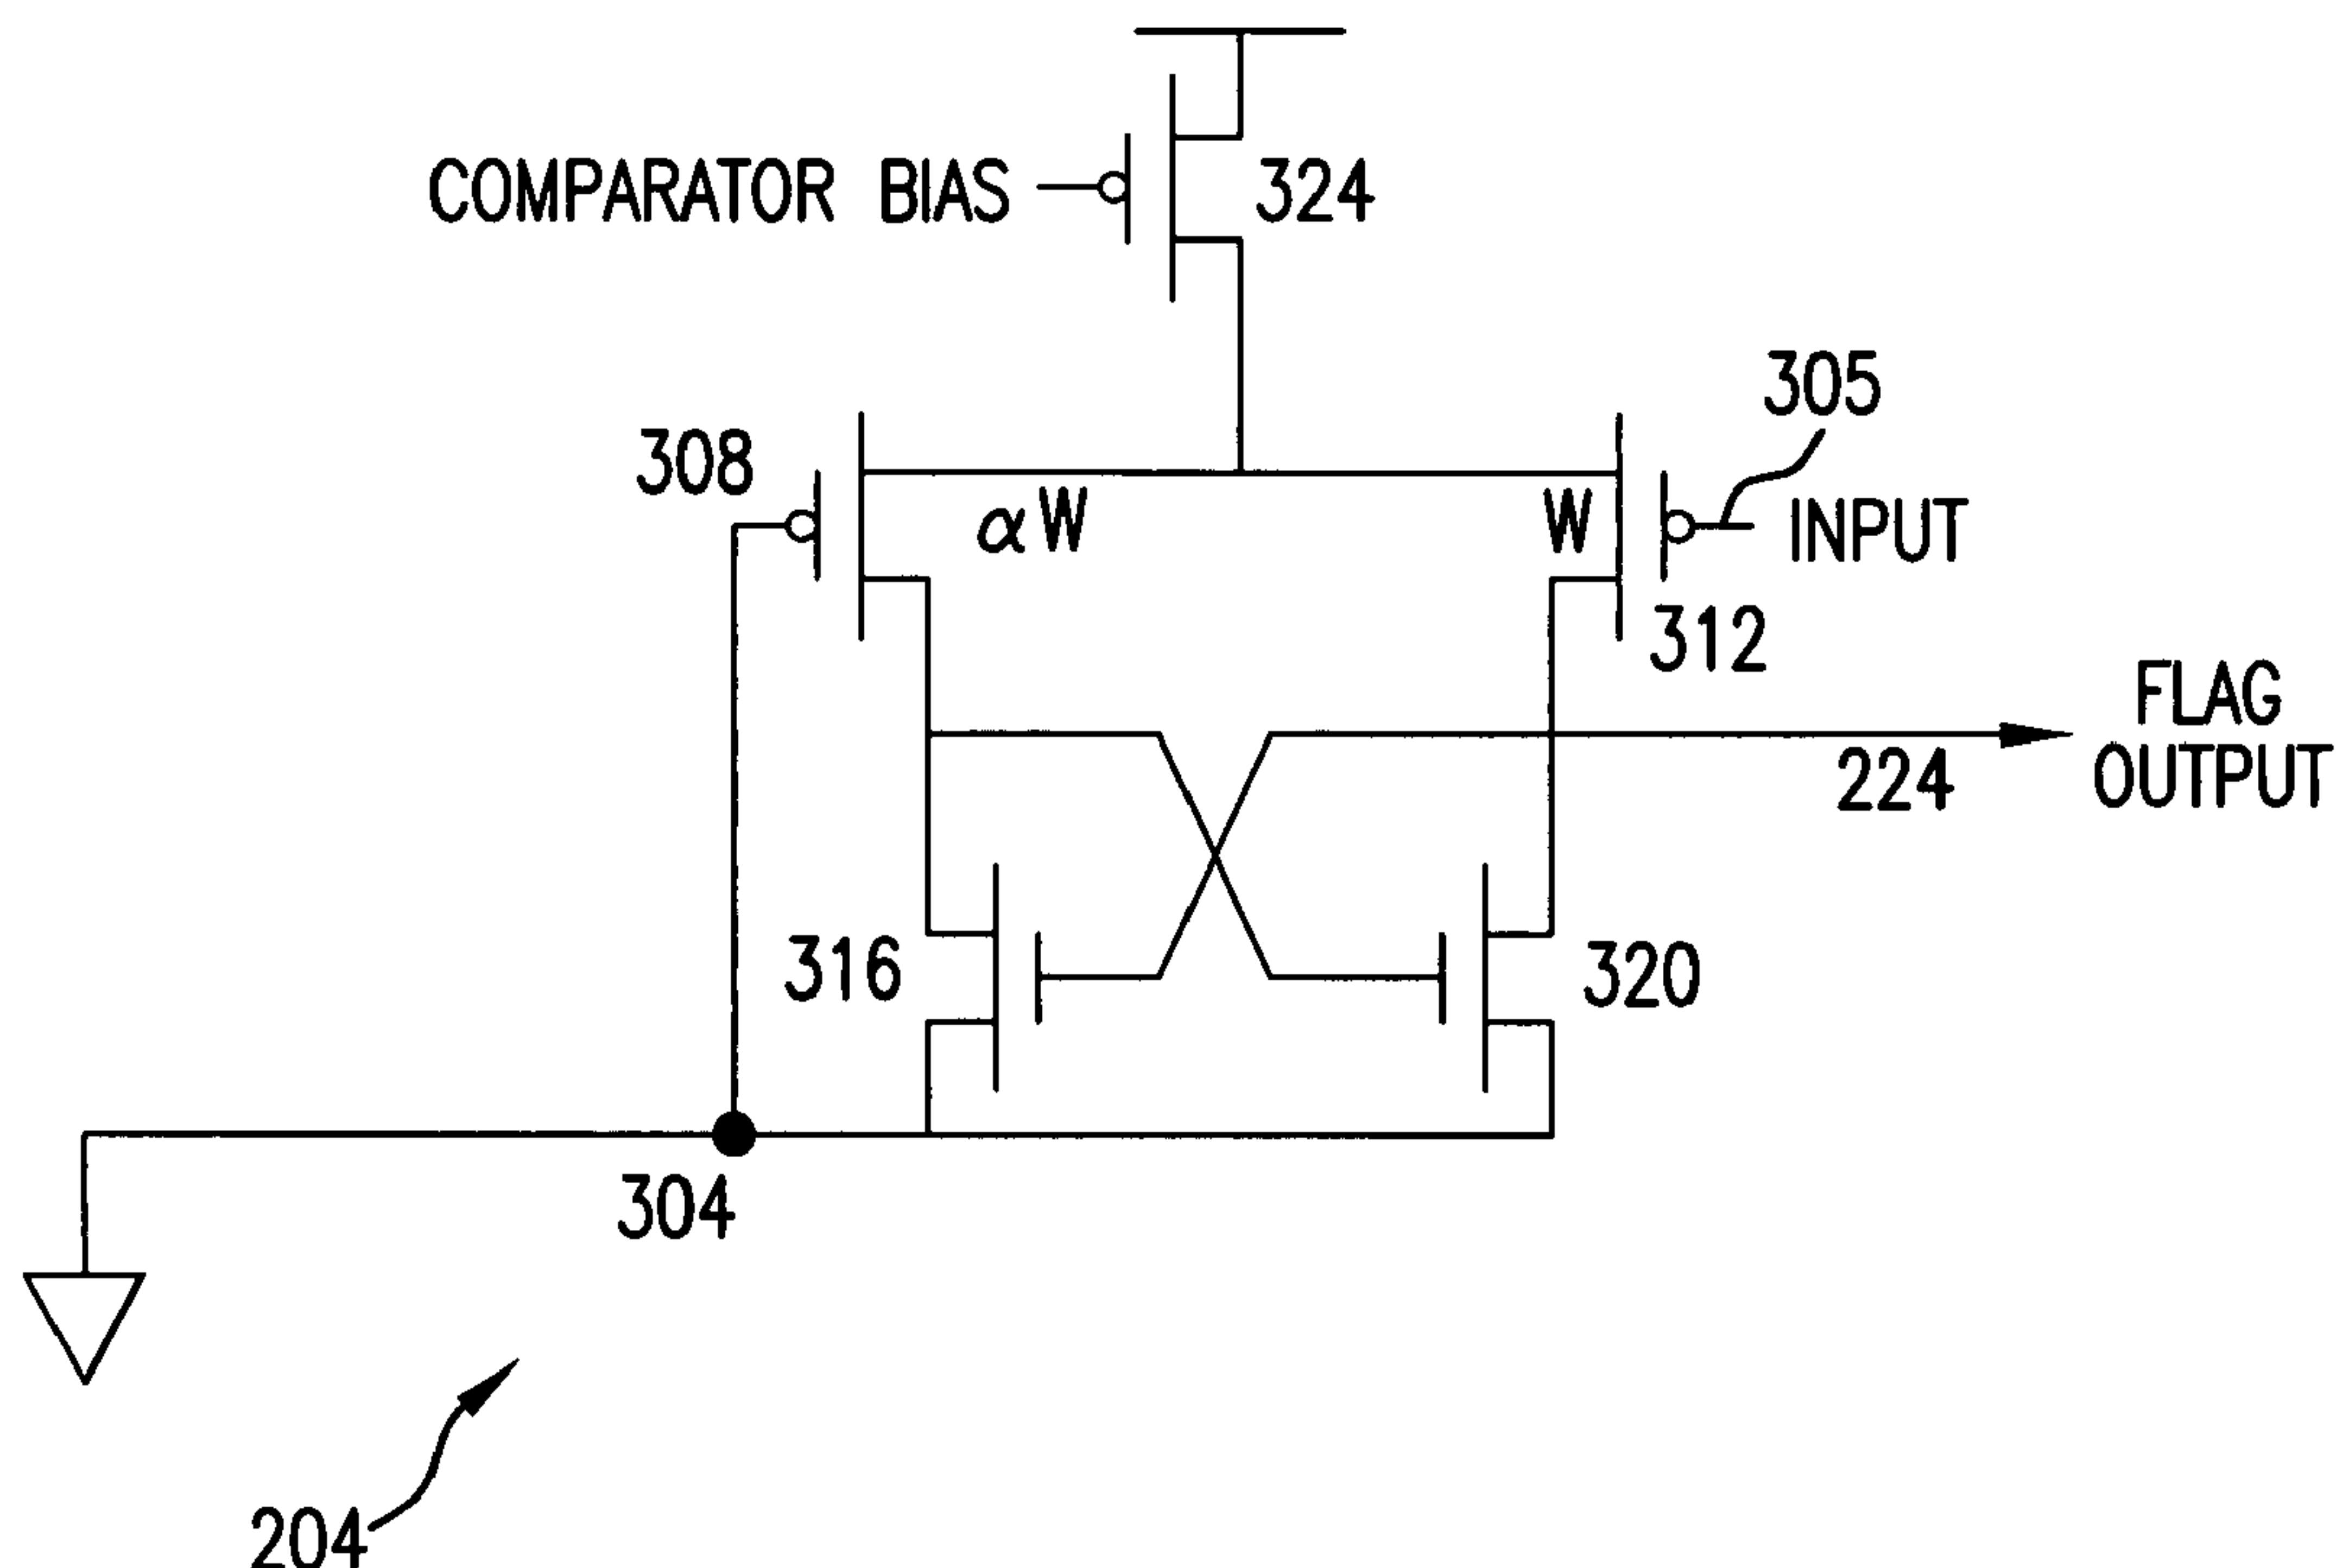 COMPARATOR BIAS
324
305
308
αW
W
INPUT
312
FLAG
OUTPUT
224
316
320
304
204